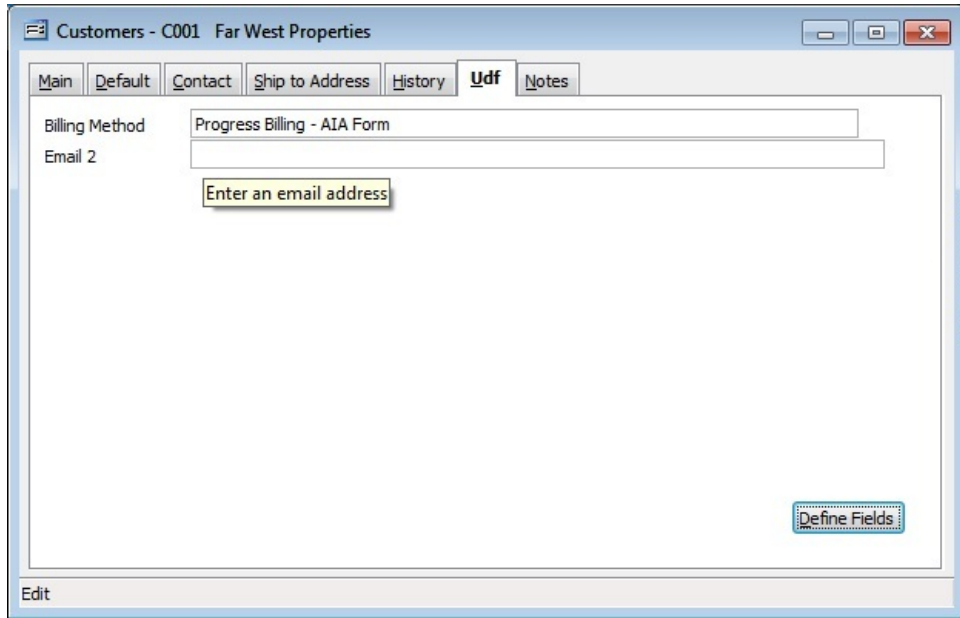 Customers - C001 Far West Properties
Main Default Contact Ship to Address History Udf Notes
Billing Method Progress Billing - AIA Form
Email 2
Enter an email address
Define Fields
Edit